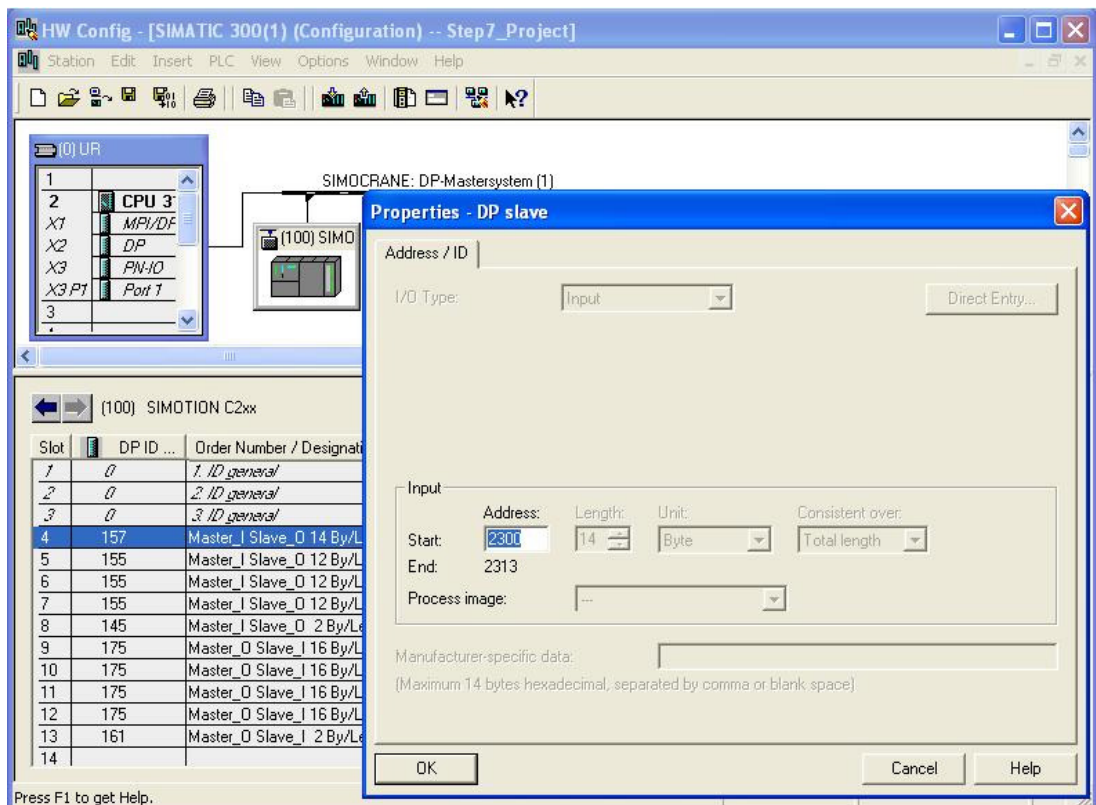 HW Config - [SIMATIC 300(1) (Configuration) -- Step7_Project]
Station Edit Insert PLC View Options Window Help
(0) UR
1
2 CPU 3
X1 MPI/DP
X2 DP
X3 PN-IO
X3 P1 Port 1
3
SIMOCRANE: DP-Mastersystem (1)
(100) SIMO
(100) SIMOTION C2xx
Slot DP ID ... Order Number / Designati
1 0 1. ID general
2 0 2. ID general
3 0 3. ID general
4 157 Master_I Slave_O 14 By/L
5 155 Master_I Slave_O 12 By/L
6 155 Master_I Slave_O 12 By/L
7 155 Master_I Slave_O 12 By/L
8 145 Master_I Slave_O 2 By/Le
9 175 Master_O Slave_I 16 By/L
10 175 Master_O Slave_I 16 By/L
11 175 Master_O Slave_I 16 By/L
12 175 Master_O Slave_I 16 By/L
13 161 Master_O Slave_I 2 By/Le
14
Properties - DP slave
Address / ID
I/O Type: Input Direct Entry...
Input
Address: Length: Unit: Consistent over:
Start: 2300 14 Byte Total length
End: 2313
Process image: ---
Manufacturer-specific data:
(Maximum 14 bytes hexadecimal, separated by comma or blank space)
OK Cancel Help
Press F1 to get Help.